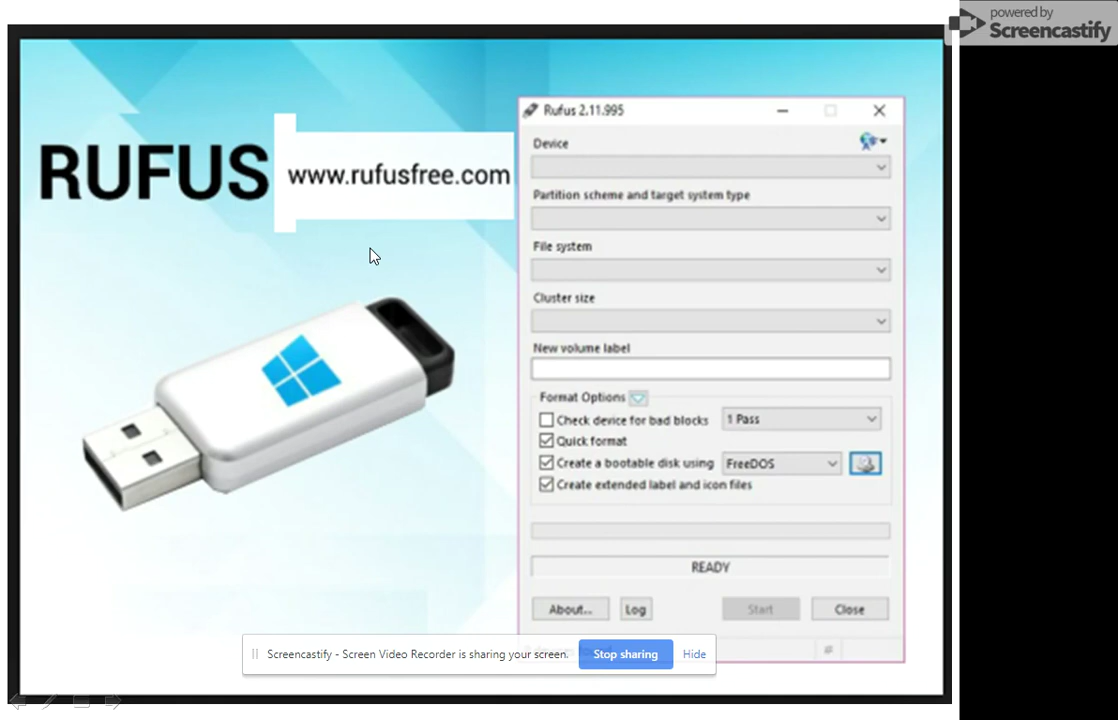 powered by
Screencastify
RUFUS
www.rufusfree.com
Rufus 2.11.995
Device
Partition scheme and target system type
File system
Cluster size
New volume label
Format Options
Check device for bad blocks
1 Pass
Quick format
Create a bootable disk using
FreeDOS
Create extended label and icon files
READY
About...
Log
Start
Close
Screencastify - Screen Video Recorder is sharing your screen.
Stop sharing
Hide
#